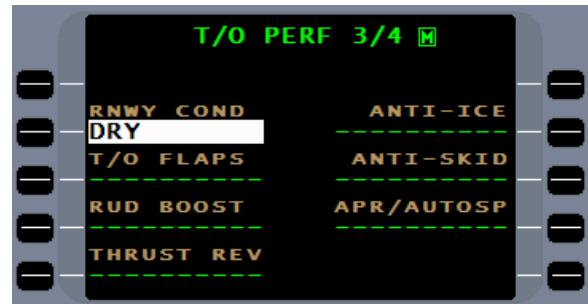 T/O PERF 3/4 M
RNWY COND ANTI-ICE
DRY ----------
T/O FLAPS ANTI-SKID
---------- ----------
RUD BOOST APR/AUTOSP
---------- ----------
THRUST REV
----------